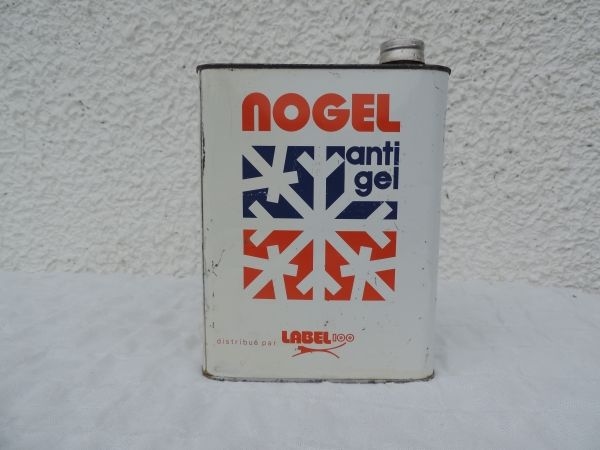 NOGEL
anti
gel
distribué par LABEL 100